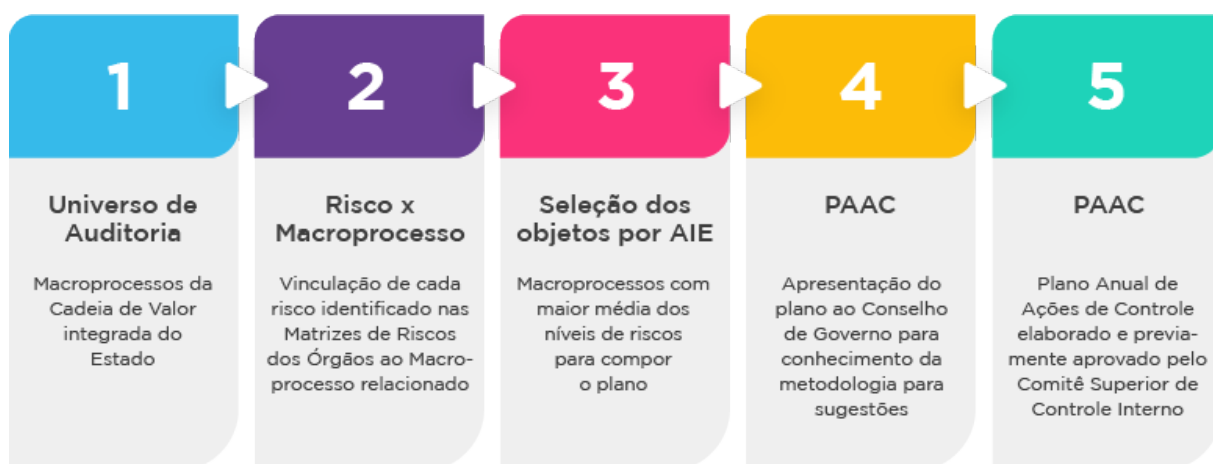 1
Universo de
Auditoria
Macroprocessos da
Cadeia de Valor
integrada do
Estado
2
Risco x
Macroprocesso
Vinculação de cada
risco identificado nas
Matrizes de Riscos
dos Órgãos ao Macro-
processo relacionado
3
Seleção dos
objetos por AIE
Macroprocessos com
maior média dos
níveis de riscos
para compor
o plano
4
PAAC
Apresentação do
plano ao Conselho
de Governo para
conhecimento da
metodologia para
sugestões
5
PAAC
Plano Anual de
Ações de Controle
elaborado e previa-
mente aprovado pelo
Comitê Superior de
Controle Interno